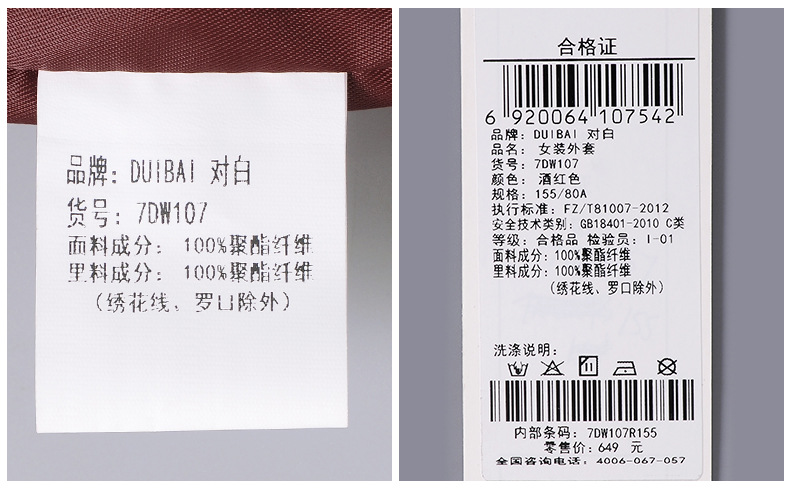 品牌: DUIBAI 对白
货号: 7DW107
面料成分: 100%聚酯纤维
里料成分: 100%聚酯纤维
(绣花线、罗口除外)
合格证
6 920064 107542
品牌: DUIBAI 对白
品名: 女装外套
货号: 7DW107
颜色: 酒红色
规格: 155/80A
执行标准: FZ/T81007-2012
安全技术类别: GB18401-2010 C类
等级: 合格品 检验员: I-01
面料成分: 100%聚酯纤维
里料成分: 100%聚酯纤维
(绣花线、罗口除外)
洗涤说明:
内部条码: 7DW107R155
零售价: 649 元
全国咨询电话: 4006-067-057